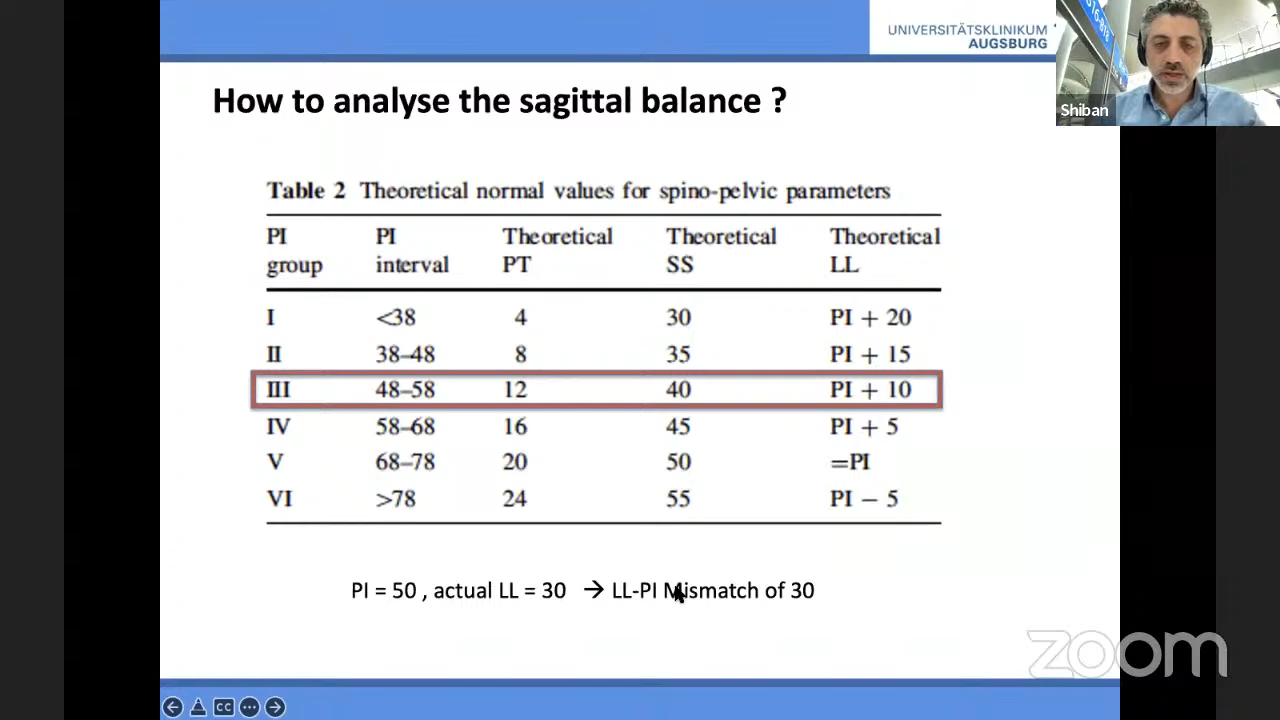 UNIVERSITÄTSKLINIKUM
AUGSBURG
Shiban
How to analyse the sagittal balance ?
Table 2 Theoretical normal values for spino-pelvic parameters
PI group PI interval Theoretical PT Theoretical SS Theoretical LL
I <38 4 30 PI + 20
II 38–48 8 35 PI + 15
III 48–58 12 40 PI + 10
IV 58–68 16 45 PI + 5
V 68–78 20 50 =PI
VI >78 24 55 PI − 5
PI = 50 , actual LL = 30 → LL-PI Mismatch of 30
zoom
CC